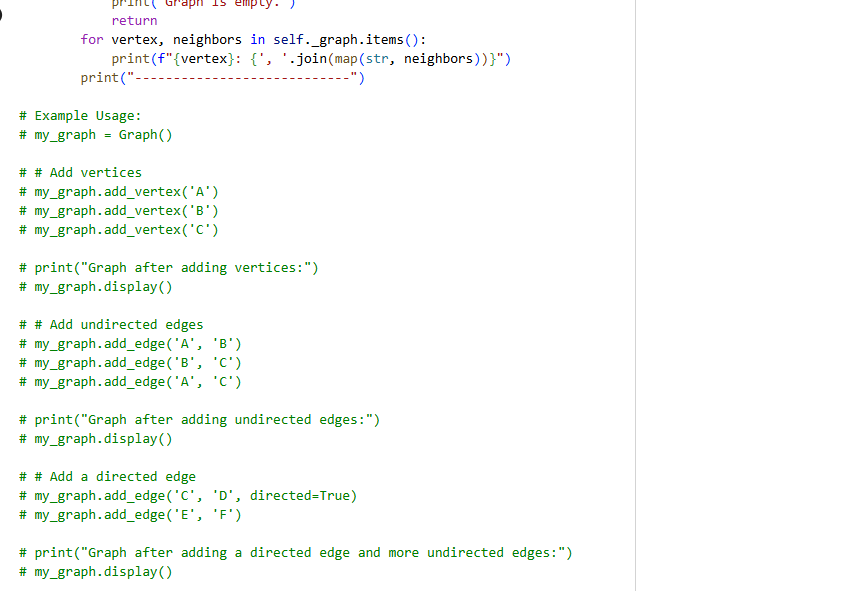 print("Graph is empty.")
return
for vertex, neighbors in self._graph.items():
print(f"{vertex}: {', '.join(map(str, neighbors))}")
print("----------------------------")
# Example Usage:
# my_graph = Graph()
# # Add vertices
# my_graph.add_vertex('A')
# my_graph.add_vertex('B')
# my_graph.add_vertex('C')
# print("Graph after adding vertices:")
# my_graph.display()
# # Add undirected edges
# my_graph.add_edge('A', 'B')
# my_graph.add_edge('B', 'C')
# my_graph.add_edge('A', 'C')
# print("Graph after adding undirected edges:")
# my_graph.display()
# # Add a directed edge
# my_graph.add_edge('C', 'D', directed=True)
# my_graph.add_edge('E', 'F')
# print("Graph after adding a directed edge and more undirected edges:")
# my_graph.display()